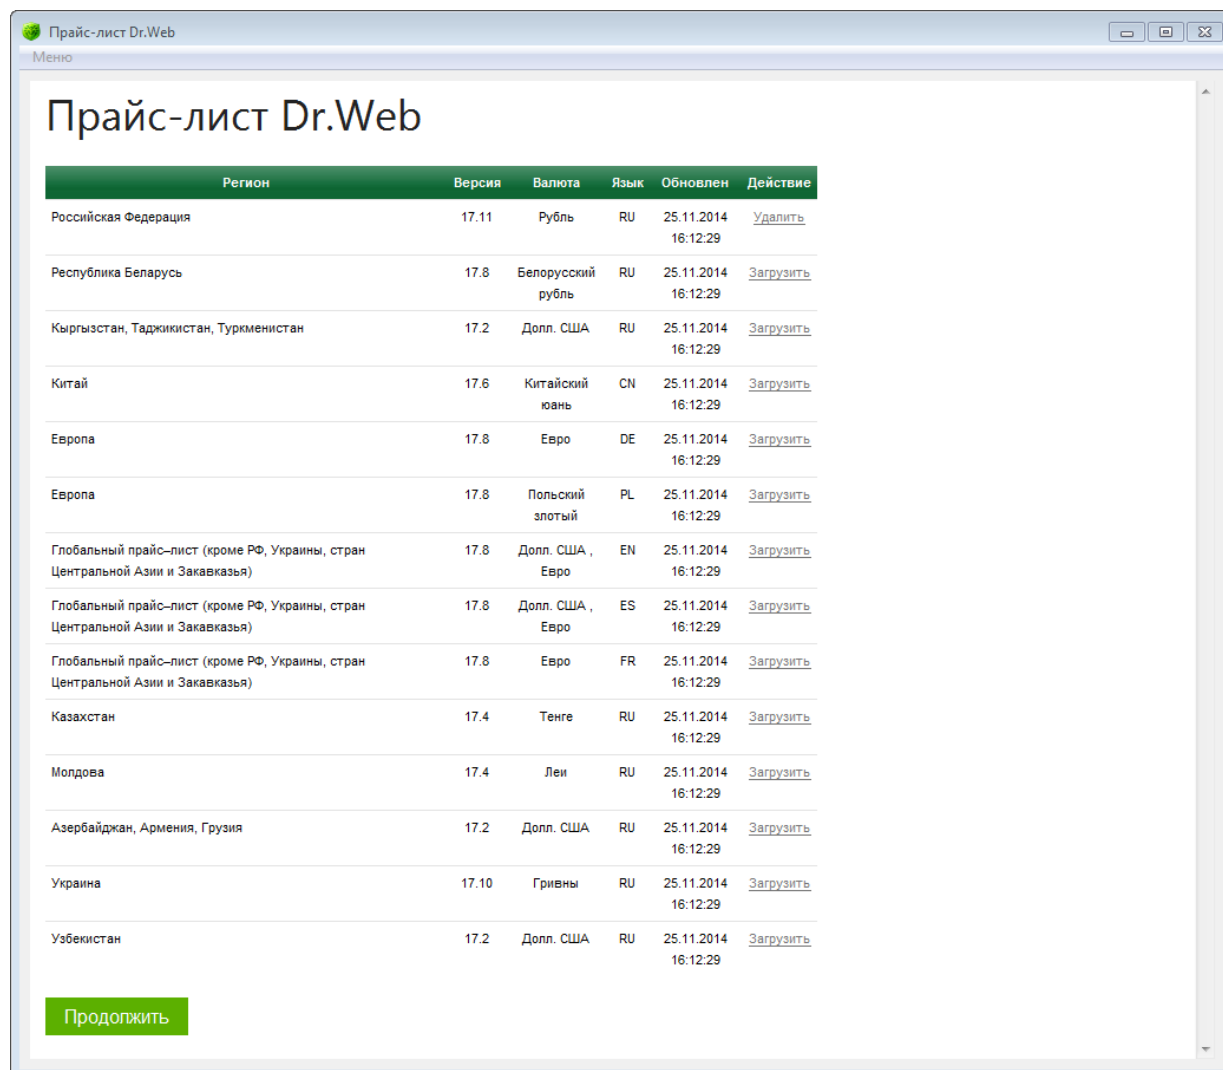 Прайс-лист Dr.Web
Меню
Прайс-лист Dr.Web
Регион Версия Валюта Язык Обновлен Действие
Российская Федерация 17.11 Рубль RU 25.11.2014 Удалить
16:12:29
Республика Беларусь 17.8 Белорусский RU 25.11.2014 Загрузить
рубль 16:12:29
Кыргызстан, Таджикистан, Туркменистан 17.2 Долл. США RU 25.11.2014 Загрузить
16:12:29
Китай 17.6 Китайский CN 25.11.2014 Загрузить
юань 16:12:29
Европа 17.8 Евро DE 25.11.2014 Загрузить
16:12:29
Европа 17.8 Польский PL 25.11.2014 Загрузить
злотый 16:12:29
Глобальный прайс–лист (кроме РФ, Украины, стран 17.8 Долл. США , EN 25.11.2014 Загрузить
Центральной Азии и Закавказья) Евро 16:12:29
Глобальный прайс–лист (кроме РФ, Украины, стран 17.8 Долл. США , ES 25.11.2014 Загрузить
Центральной Азии и Закавказья) Евро 16:12:29
Глобальный прайс–лист (кроме РФ, Украины, стран 17.8 Евро FR 25.11.2014 Загрузить
Центральной Азии и Закавказья) 16:12:29
Казахстан 17.4 Тенге RU 25.11.2014 Загрузить
16:12:29
Молдова 17.4 Леи RU 25.11.2014 Загрузить
16:12:29
Азербайджан, Армения, Грузия 17.2 Долл. США RU 25.11.2014 Загрузить
16:12:29
Украина 17.10 Гривны RU 25.11.2014 Загрузить
16:12:29
Узбекистан 17.2 Долл. США RU 25.11.2014 Загрузить
16:12:29
Продолжить